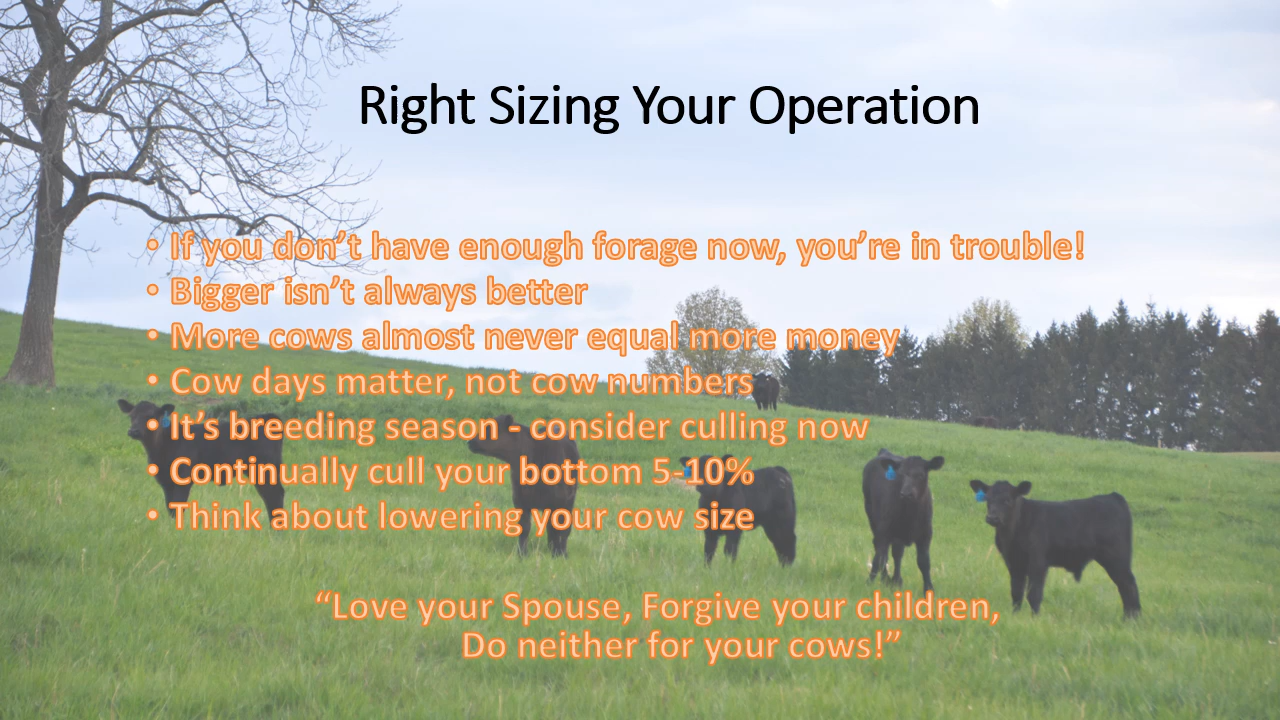 Right Sizing Your Operation
• If you don’t have enough forage now, you’re in trouble!
• Bigger isn’t always better
• More cows almost never equal more money
• Cow days matter, not cow numbers
• It’s breeding season - consider culling now
• Continually cull your bottom 5-10%
• Think about lowering your cow size
“Love your Spouse, Forgive your children,
Do neither for your cows!”